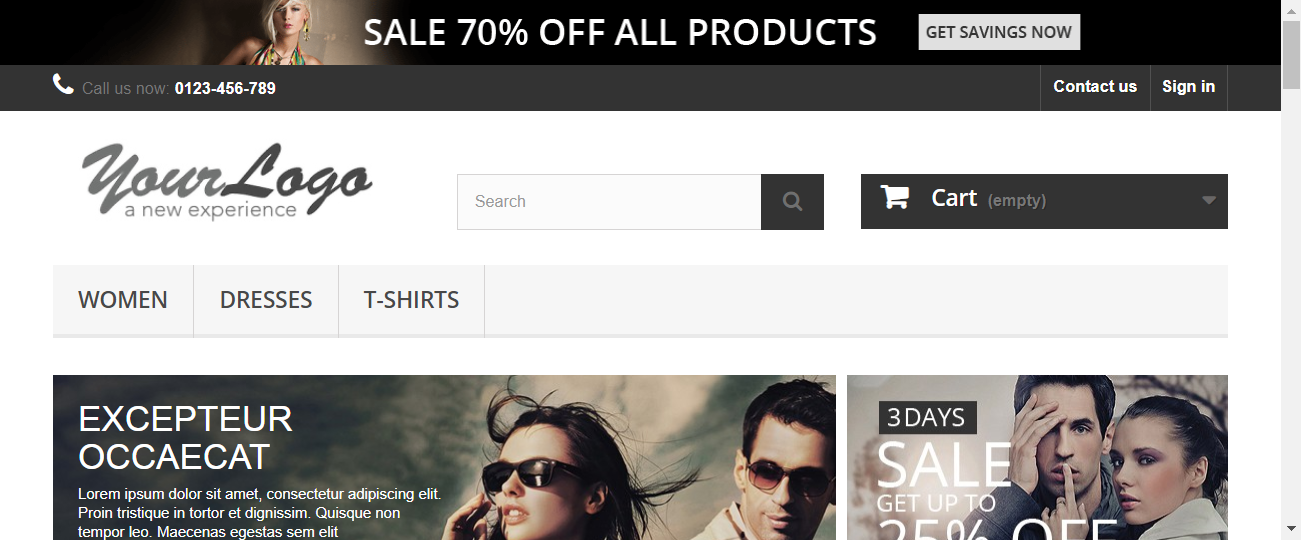 SALE 70% OFF ALL PRODUCTS
GET SAVINGS NOW
Call us now: 0123-456-789
Contact us
Sign in
YourLogo
a new experience
Search
Cart (empty)
WOMEN
DRESSES
T-SHIRTS
EXCEPTEUR
OCCAECAT
Lorem ipsum dolor sit amet, consectetur adipiscing elit.
Proin tristique in tortor et dignissim. Quisque non
tempor leo. Maecenas egestas sem elit
3 DAYS
SALE
GET UP TO
25% OFF